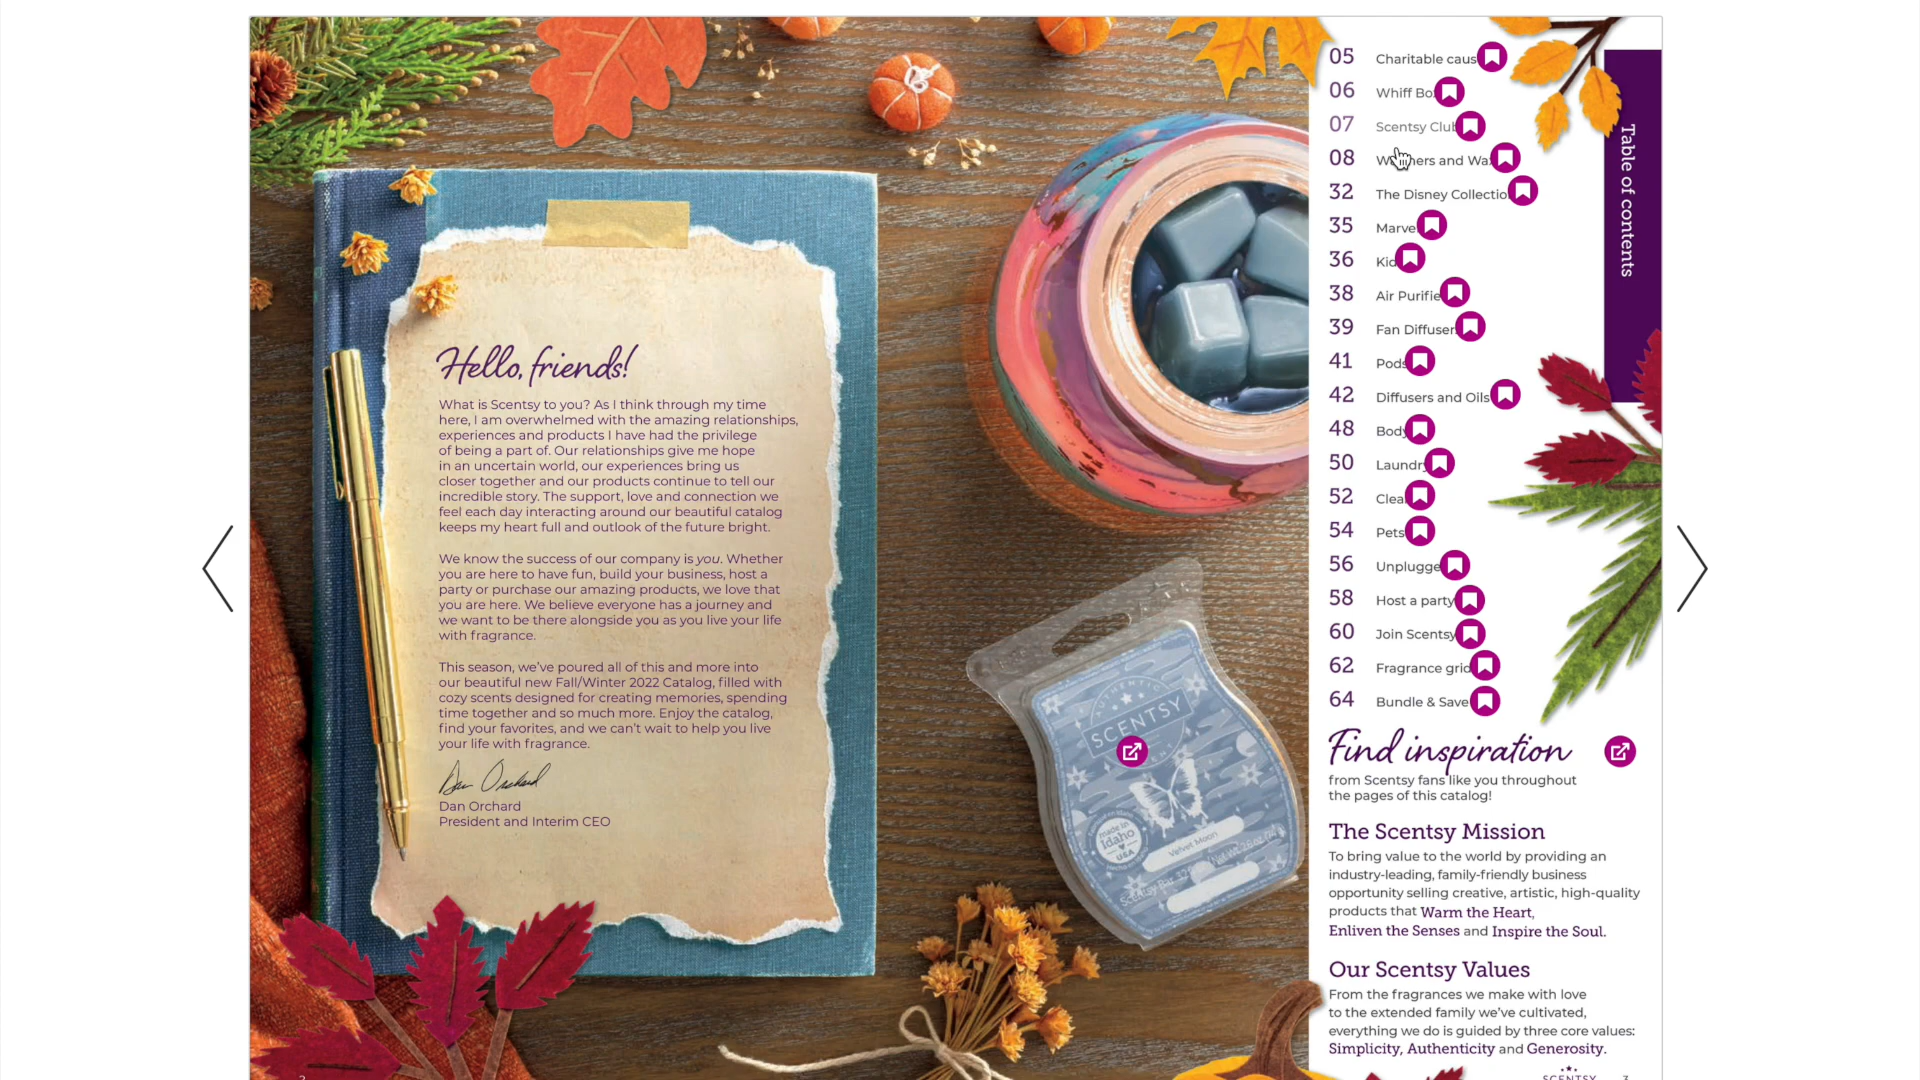 Hello, friends!
What is Scentsy to you? As I think through my time
here, I am overwhelmed with the amazing relationships,
experiences and products I have had the privilege
of being a part of. Our relationships give me hope
in an uncertain world, our experiences bring us
closer together and our products continue to tell our
incredible story. The support, love and connection we
feel each day interacting around our beautiful catalog
keeps my heart full and outlook of the future bright.
We know the success of our company is you. Whether
you are here to have fun, build your business, host a
party or purchase our amazing products, we love that
you are here. We believe everyone has a journey and
we want to be there alongside you as you live your life
with fragrance.
This season, we've poured all of this and more into
our beautiful new Fall/Winter 2022 Catalog, filled with
cozy scents designed for creating memories, spending
time together and so much more. Enjoy the catalog,
find your favorites, and we can't wait to help you live
your life with fragrance.
Dan Orchard
Dan Orchard
President and Interim CEO
AUTHENTIC
SCENTSY
made in
Idaho
USA
Velvet Moon
Scentsy Bar
Net Wt
Table of contents
05 Charitable caus
06 Whiff Bo
07 Scentsy Club
08 W hers and Wa
32 The Disney Collectio
35 Marve
36 Kid
38 Air Purifie
39 Fan Diffuser
41 Pods
42 Diffusers and Oils
48 Body
50 Laundry
52 Clea
54 Pets
56 Unplugge
58 Host a party
60 Join Scentsy
62 Fragrance grid
64 Bundle & Save
Find inspiration
from Scentsy fans like you throughout
the pages of this catalog!
The Scentsy Mission
To bring value to the world by providing an
industry-leading, family-friendly business
opportunity selling creative, artistic, high-quality
products that Warm the Heart,
Enliven the Senses and Inspire the Soul.
Our Scentsy Values
From the fragrances we make with love
to the extended family we've cultivated,
everything we do is guided by three core values:
Simplicity, Authenticity and Generosity.
SCENTSY 3